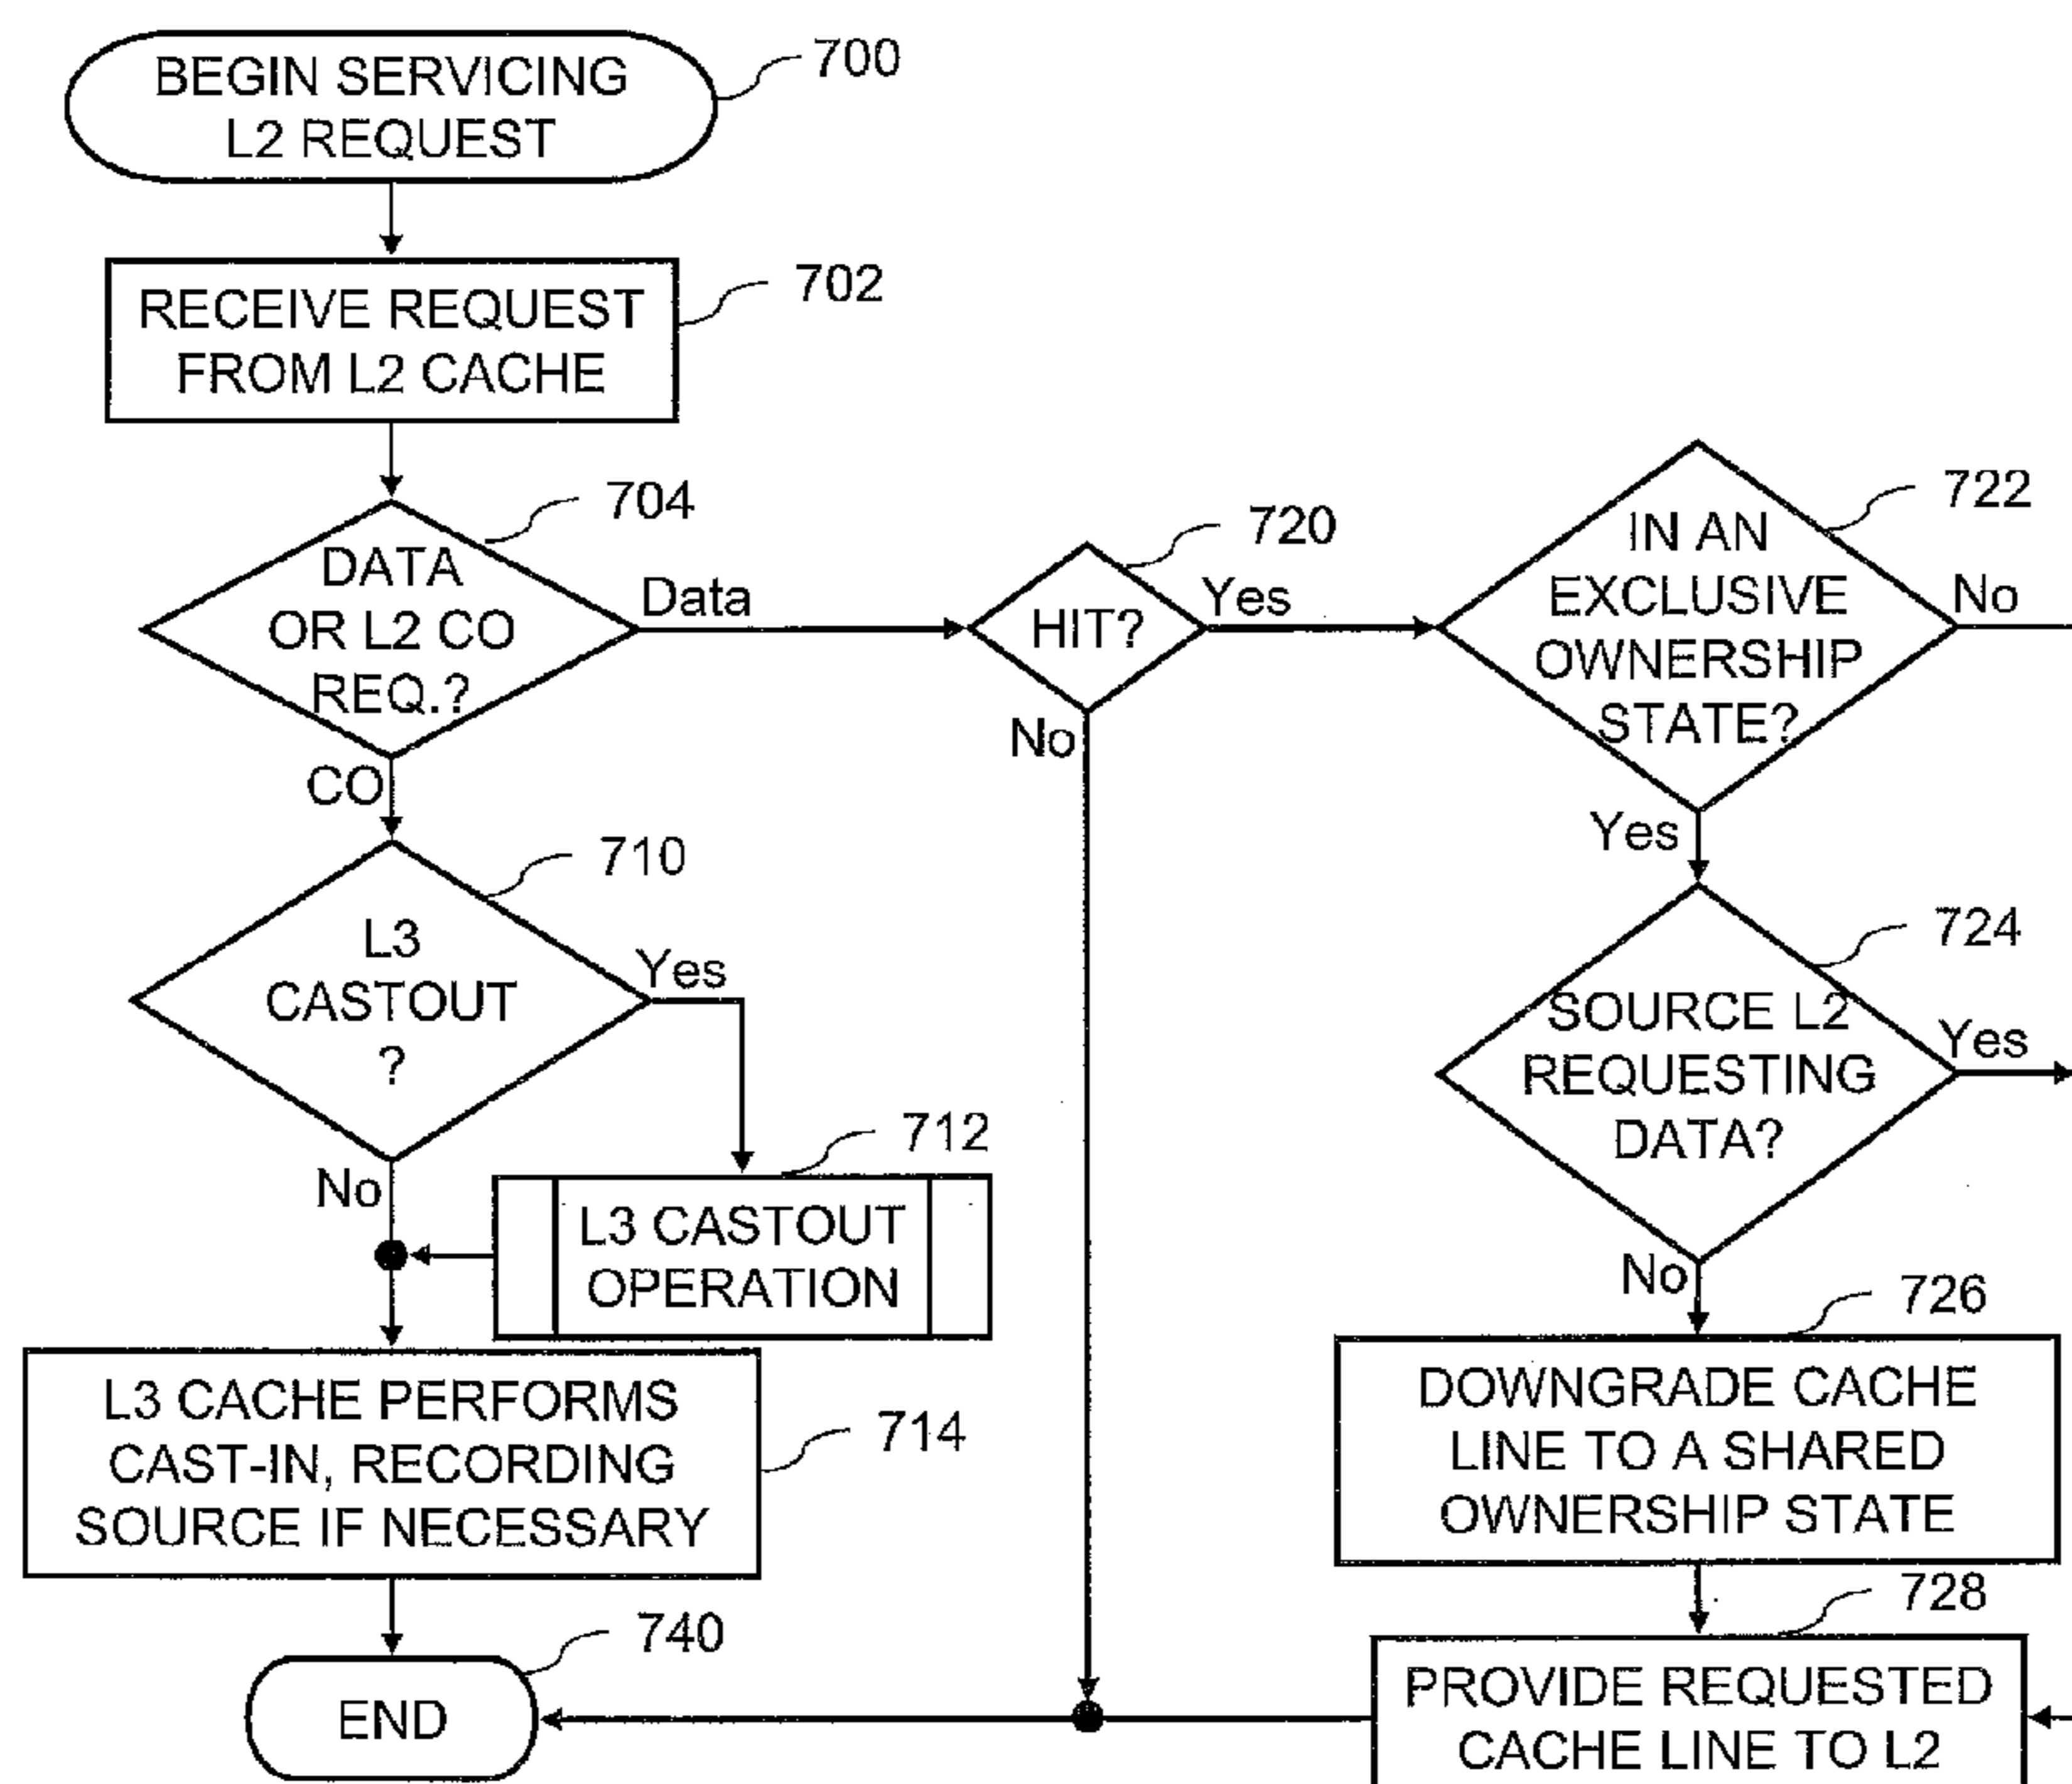 BEGIN SERVICING
L2 REQUEST
700
RECEIVE REQUEST
FROM L2 CACHE
702
DATA
OR L2 CO
REQ.?
704
Data
CO
HIT?
720
Yes
No
IN AN
EXCLUSIVE
OWNERSHIP
STATE?
722
No
Yes
L3
CASTOUT
?
710
Yes
No
L3 CASTOUT
OPERATION
712
SOURCE L2
REQUESTING
DATA?
724
Yes
No
L3 CACHE PERFORMS
CAST-IN, RECORDING
SOURCE IF NECESSARY
714
DOWNGRADE CACHE
LINE TO A SHARED
OWNERSHIP STATE
726
PROVIDE REQUESTED
CACHE LINE TO L2
728
END
740